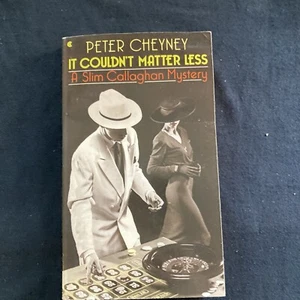 PETER CHEYNEY
IT COULDN'T MATTER LESS
A Slim Callaghan Mystery